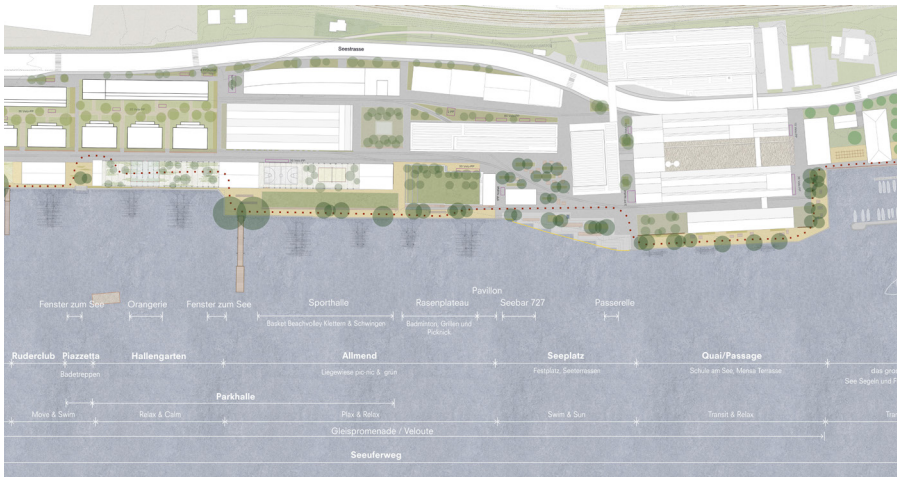 Seestrasse
Pavillon
Fenster zum See
Orangerie
Fenster zum See
Sporthalle
Rasenplateau
Seebar 727
Passerelle
Basket Beachvolley Klettern & Schwingen
Badminton, Grillen und
Picknick
Ruderclub
Piazzetta
Hallengarten
Allmend
Seeplatz
Quai/Passage
Badetreppen
Liegewiese pic-nic & grün
Festplatz, Seeterrassen
Schule am See, Mensa Terrasse
das
See Segeln und
Parkhalle
Move & Swim
Relax & Calm
Play & Relax
Swim & Sun
Transit & Relax
Gleispromenade / Veloute
Seeuferweg